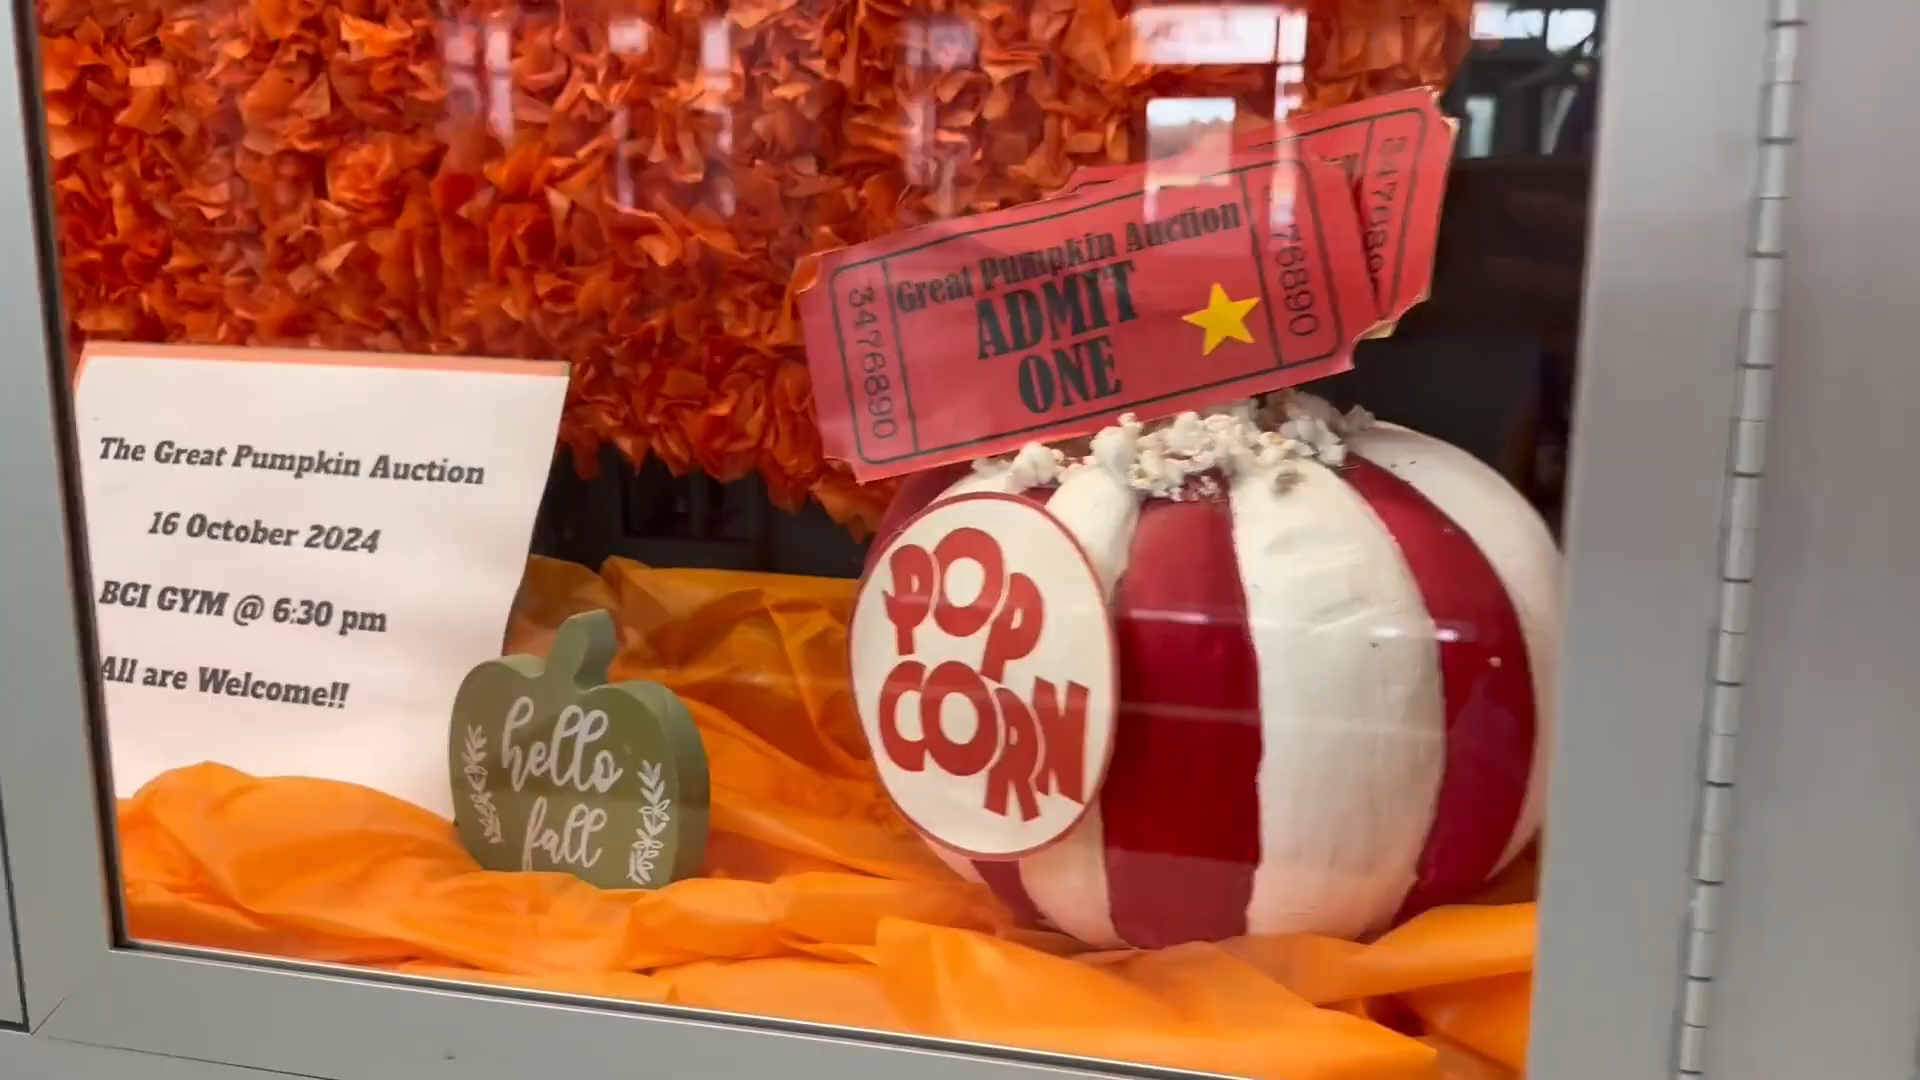 The Great Pumpkin Auction
16 October 2024
BCI GYM @ 6:30 pm
All are Welcome!!
hello
fall
3476890
Great Pumpkin Auction
ADMIT
ONE
76890
POP
CORN